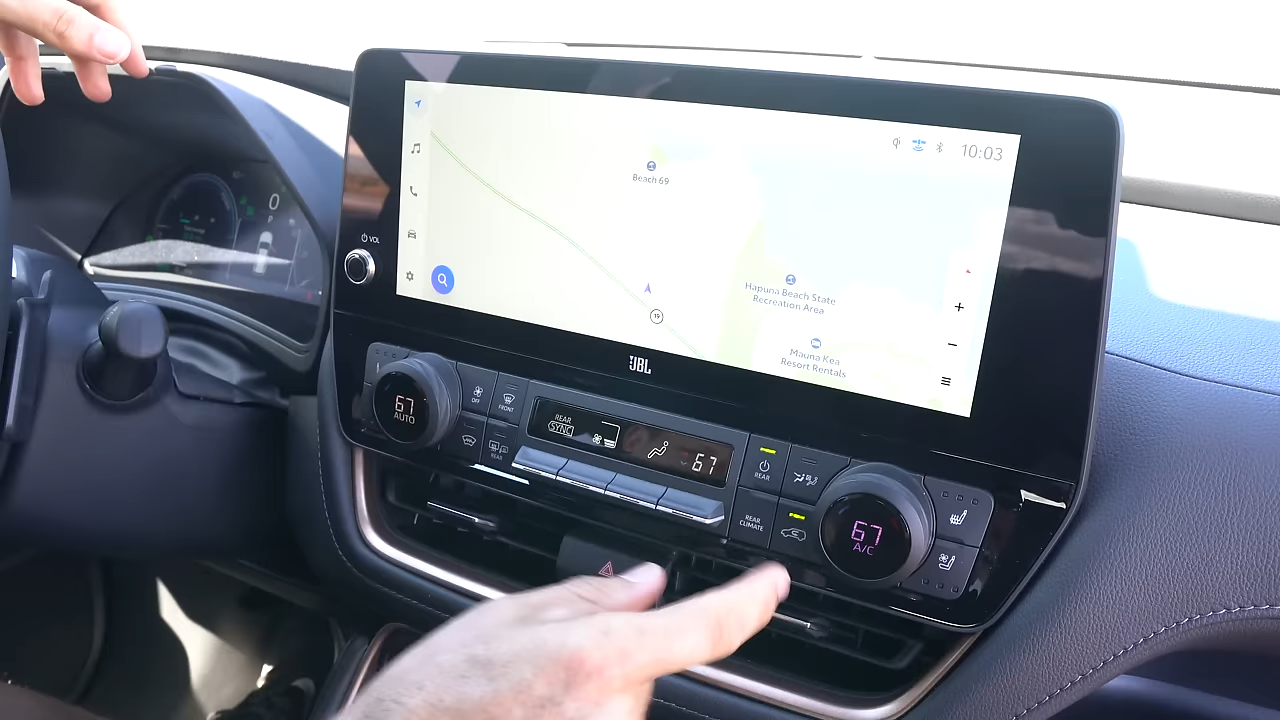 0
P
10:03
Beach 69
VOL
Hapuna Beach State
Recreation Area
19
Mauna Kea
Resort Rentals
JBL
67
AUTO
OFF
FRONT
REAR
REAR
SYNC
67
REAR
REAR
CLIMATE
67
A/C